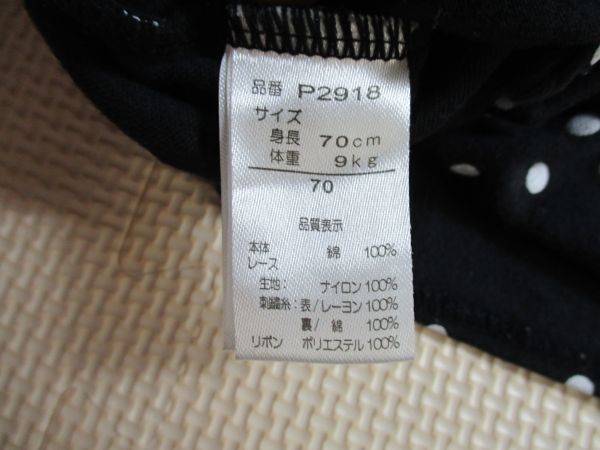 品番 P2918
サイズ
身長 70cm
体重 9kg
70
品質表示
本体 綿 100%
レース
生地: ナイロン100%
刺繍糸:表/レーヨン100%
裏/ 綿 100%
リボン ポリエステル100%